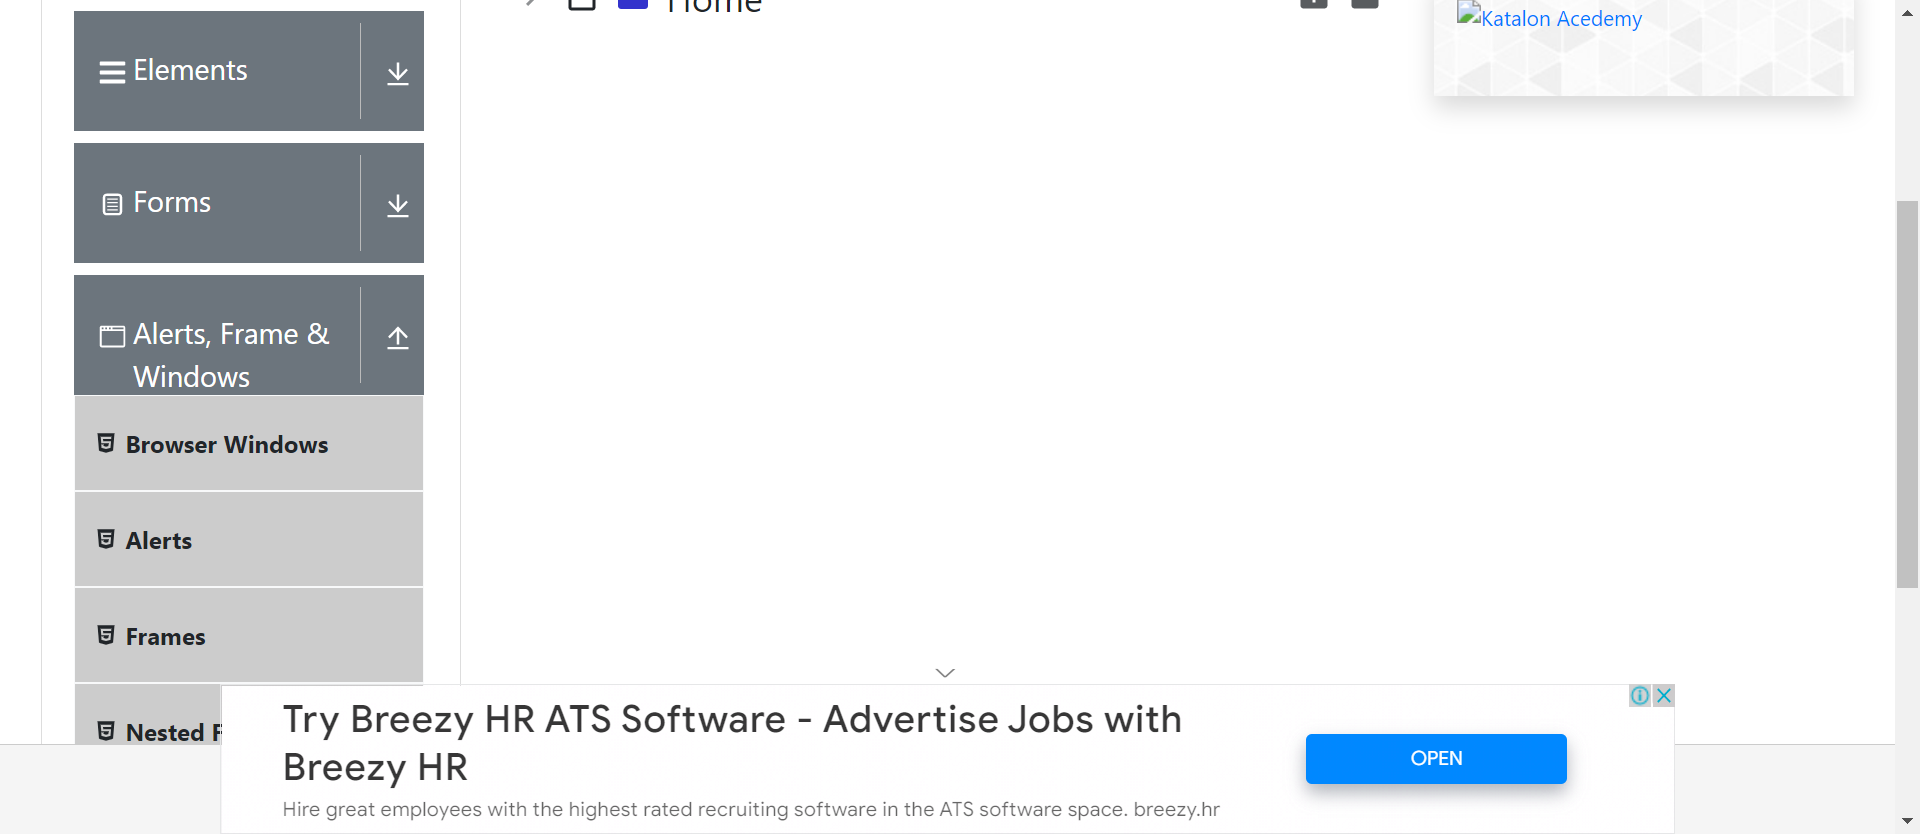 Home
Katalon Acedemy
Elements
Forms
Alerts, Frame &
Windows
Browser Windows
Alerts
Frames
Nested
Try Breezy HR ATS Software - Advertise Jobs with
Breezy HR
Hire great employees with the highest rated recruiting software in the ATS software space. breezy.hr
OPEN